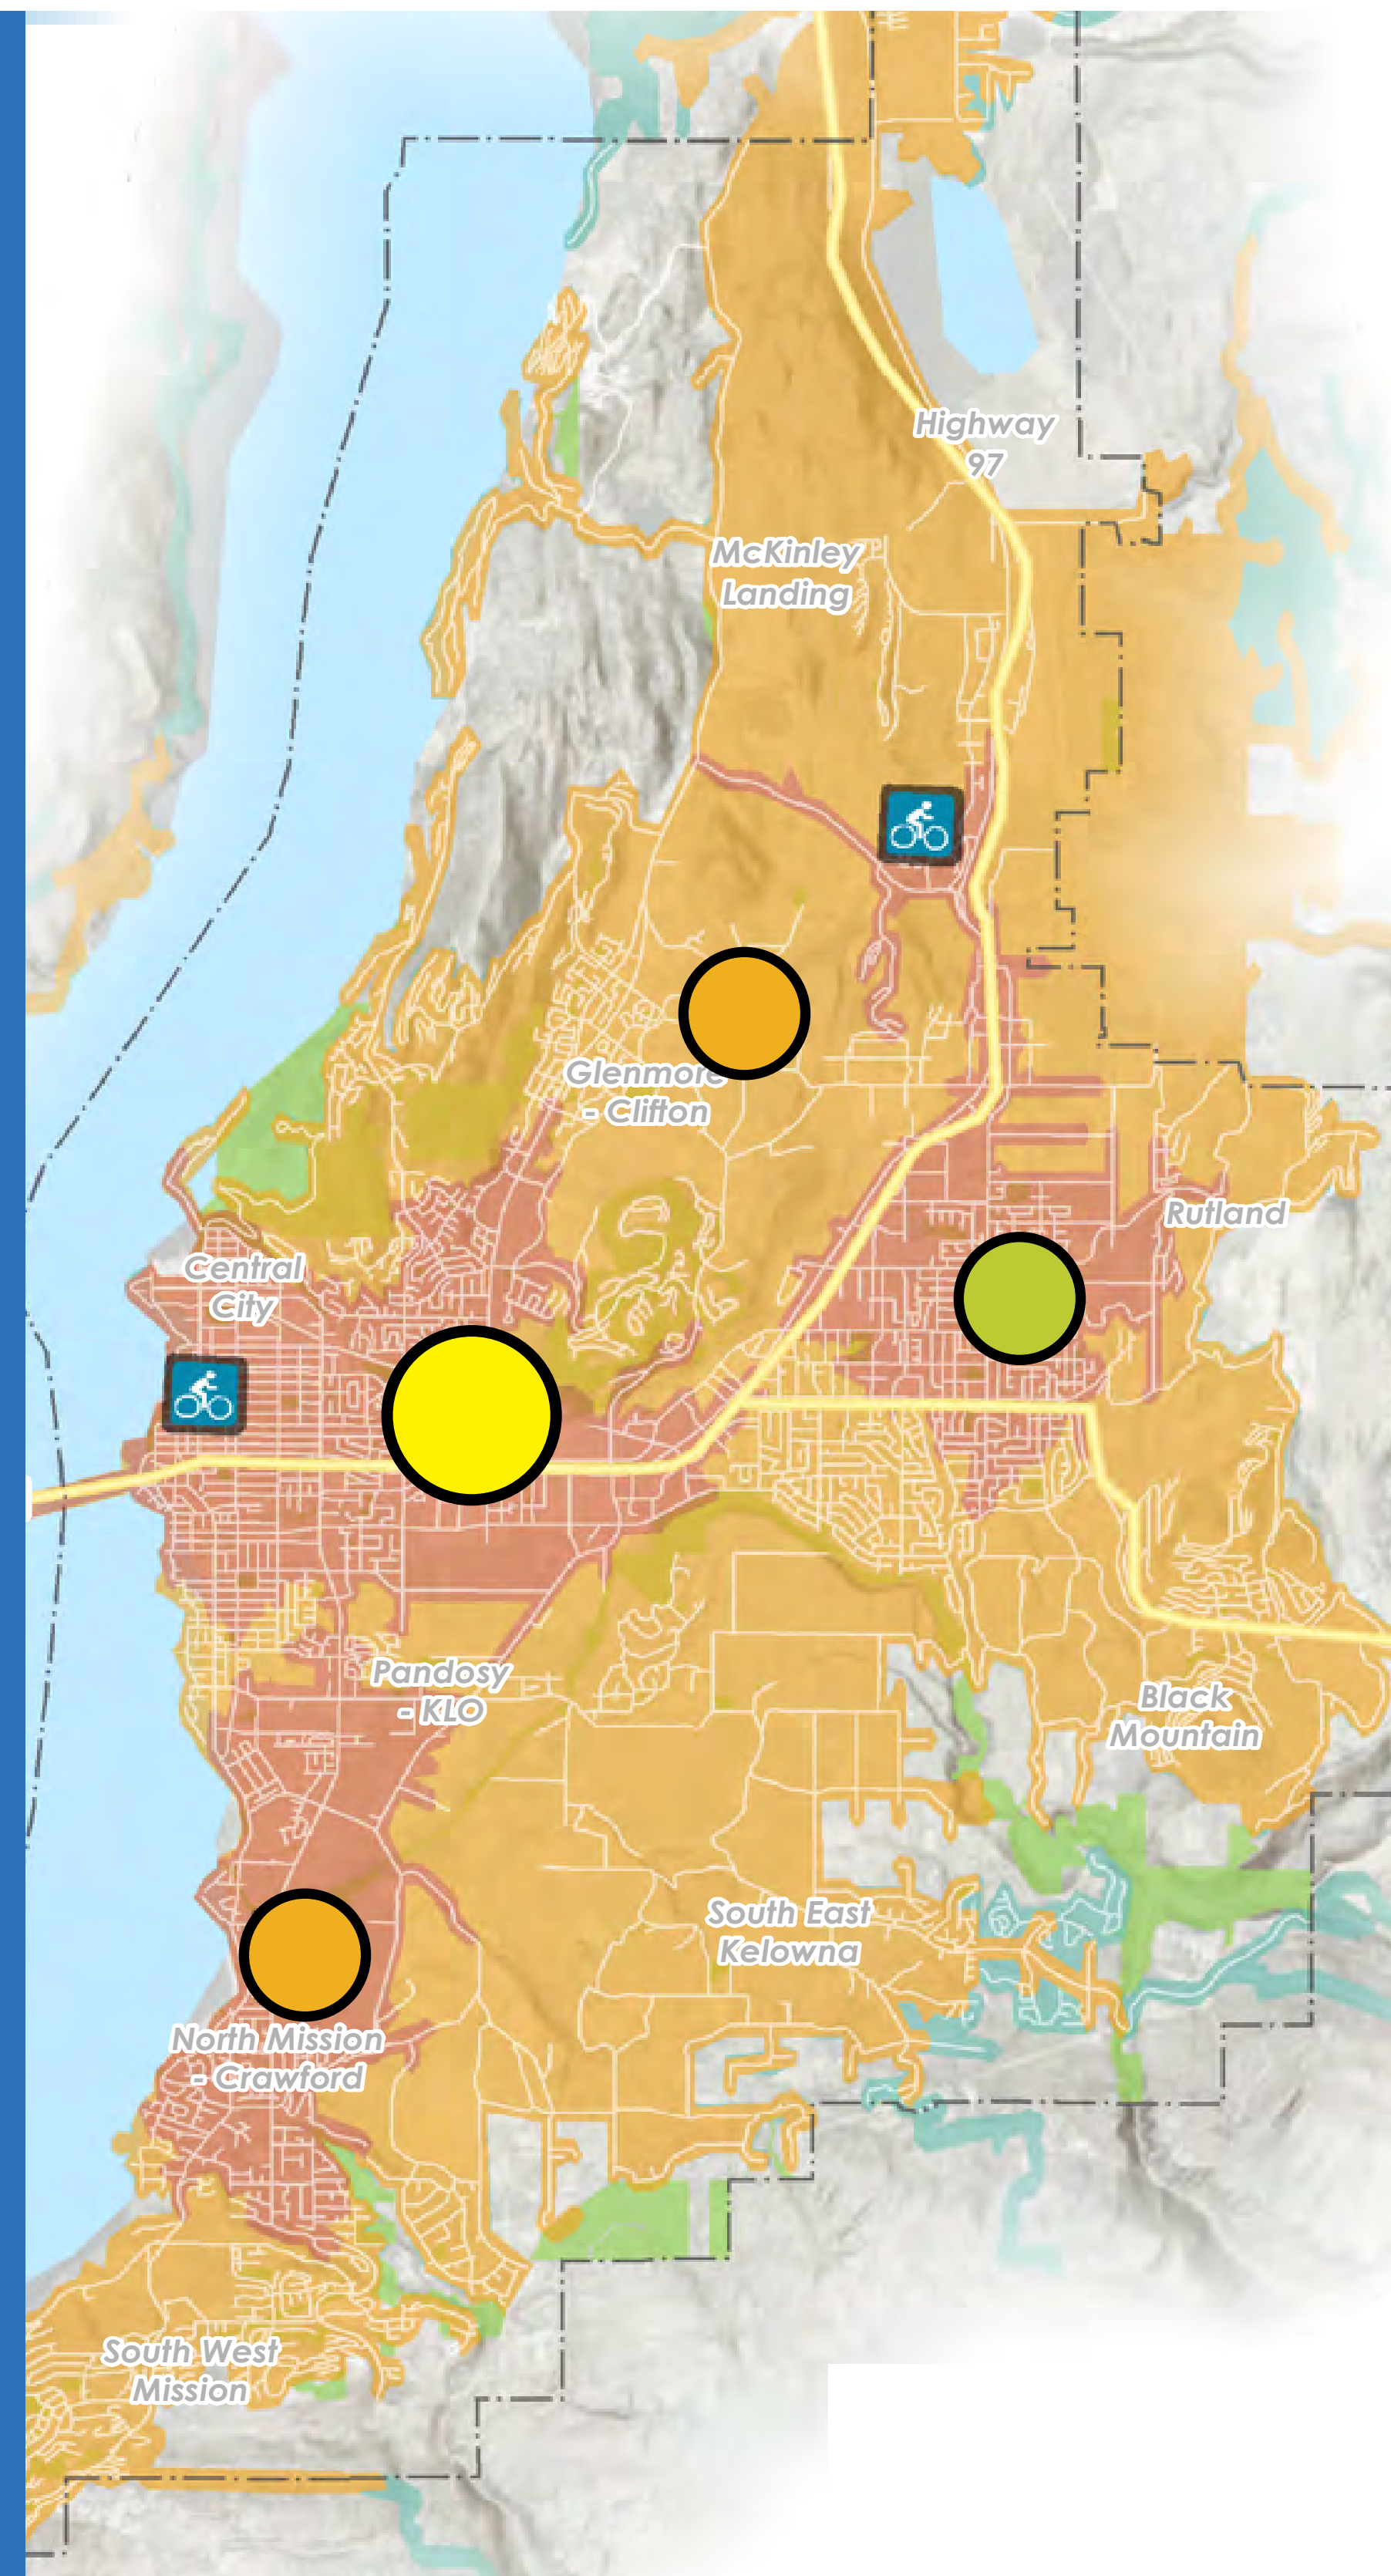 Highway
97
McKinley
Landing
Glenmore
- Clifton
Rutland
Central
City
Pandosy
- KLO
Black
Mountain
South East
Kelowna
North Mission
- Crawford
South West
Mission